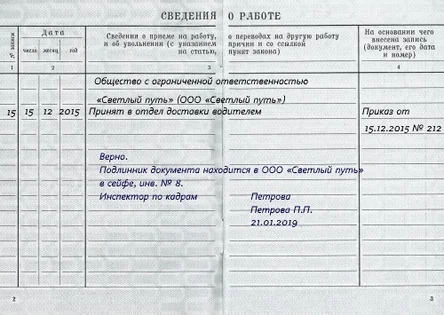 СВЕДЕНИЯ О РАБОТЕ
№ записи
Дата
число
месяц
год
Сведения о приеме на работу, о переводах на другую работу
и об увольнении (с указанием причин и со ссылкой
на статью, пункт закона)
На основании чего
внесена запись
(документ, его дата
и номер)
1 2 3 4
Общество с ограниченной ответственностью
«Светлый путь» (ООО «Светлый путь»)
15 15 12 2015 Принят в отдел доставки водителем Приказ от
15.12.2015 № 212
Верно.
Подлинник документа находится в ООО «Светлый путь»
в сейфе, инв. № 8.
Инспектор по кадрам Петрова
Петрова П.П.
21.01.2019
2 3